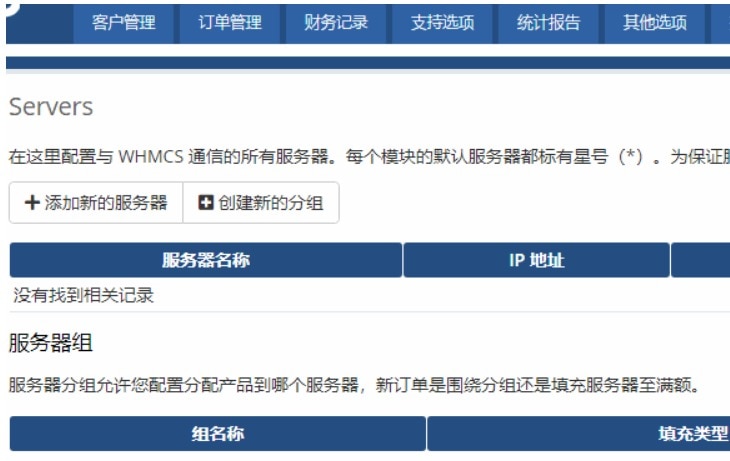 客户管理 订单管理 财务记录 支持选项 统计报告 其他选项
Servers
在这里配置与 WHMCS 通信的所有服务器。每个模块的默认服务器都标有星号（*）。为保证服
添加新的服务器 创建新的分组
服务器名称 IP 地址
没有找到相关记录
服务器组
服务器分组允许您配置分配产品到哪个服务器，新订单是围绕分组还是填充服务器至满额。
组名称 填充类型